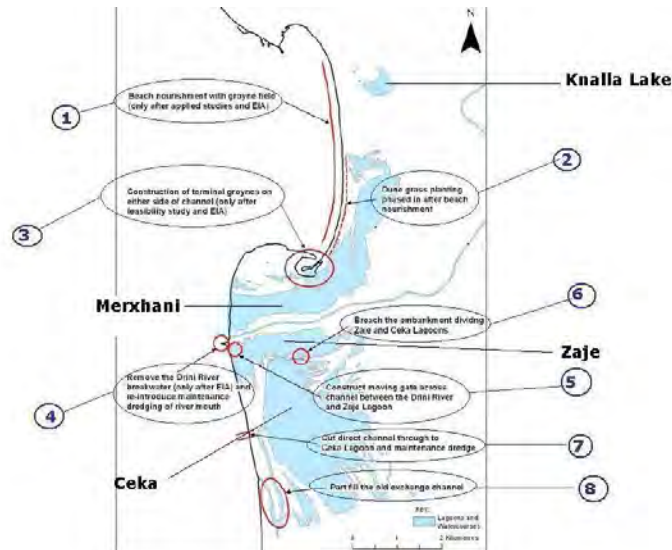 N
Knalla Lake
Beach nourishment with groyne field
(only after applied studies and EIA)
1
2
Construction of terminal groynes on
either side of channel (only after
feasibility study and EIA)
3
Dune grass planting
phased in after beach
nourishment
Merxhani
6
Breach the embankment dividing
Zaje and Ceka Lagoons
Zaje
Remove the Drini River
breakwater (only after EIA) and
re-introduce maintenance
dredging of river mouth
4
Construct moving gate across
channel between the Drini River
and Zaje Lagoon
5
Cut direct channel through to
Ceka Lagoon and maintenance dredge
7
Ceka
Part fill the old exchange channel
8
Lagoons and
0 1 2 Kilometers